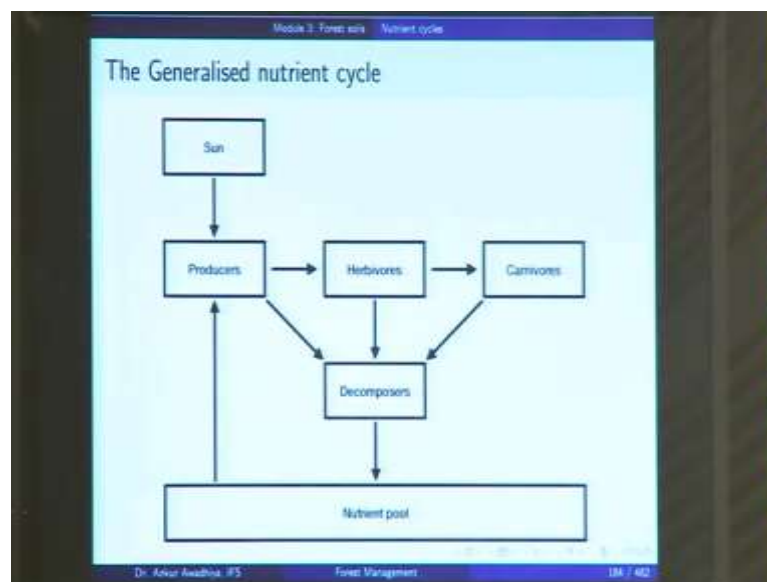 Module 3: Forest soils Nutrient cycles
The Generalised nutrient cycle
Sun
Producers
Herbivores
Carnivores
Decomposers
Nutrient pool
Dr. Ankur Awadhiya, IFS Forest Management 184 / 482